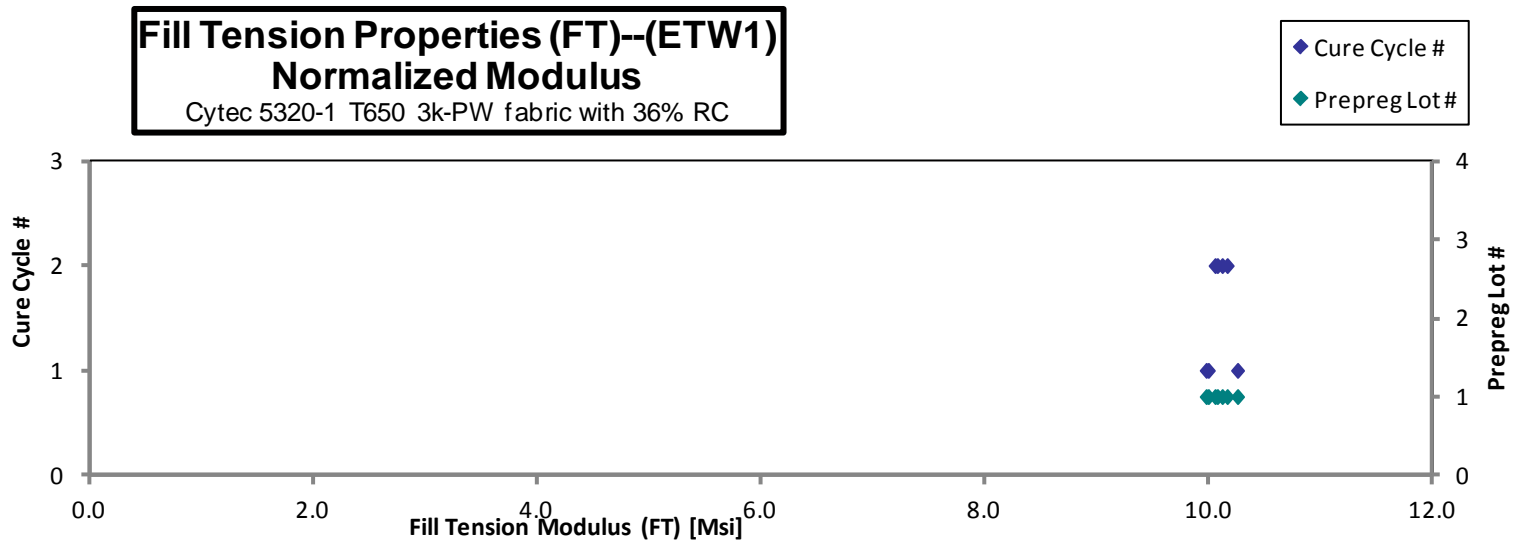 Fill Tension Properties (FT)--(ETW1)
Normalized Modulus
Cytec 5320-1 T650 3k-PW fabric with 36% RC
Cure Cycle #
Prepreg Lot #
3
2
1
0
Cure Cycle #
4
3
2
1
0
Prepreg Lot #
0.0 2.0 4.0 6.0 8.0 10.0 12.0
Fill Tension Modulus (FT) [Msi]